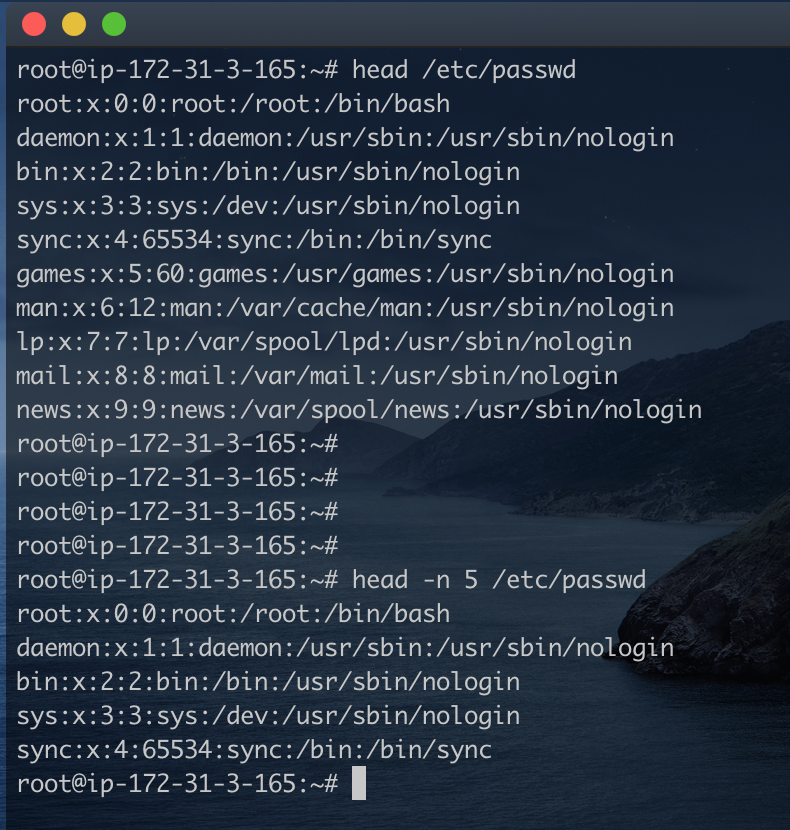 root@ip-172-31-3-165:~# head /etc/passwd
root:x:0:0:root:/root:/bin/bash
daemon:x:1:1:daemon:/usr/sbin:/usr/sbin/nologin
bin:x:2:2:bin:/bin:/usr/sbin/nologin
sys:x:3:3:sys:/dev:/usr/sbin/nologin
sync:x:4:65534:sync:/bin:/bin/sync
games:x:5:60:games:/usr/games:/usr/sbin/nologin
man:x:6:12:man:/var/cache/man:/usr/sbin/nologin
lp:x:7:7:lp:/var/spool/lpd:/usr/sbin/nologin
mail:x:8:8:mail:/var/mail:/usr/sbin/nologin
news:x:9:9:news:/var/spool/news:/usr/sbin/nologin
root@ip-172-31-3-165:~#
root@ip-172-31-3-165:~#
root@ip-172-31-3-165:~#
root@ip-172-31-3-165:~#
root@ip-172-31-3-165:~# head -n 5 /etc/passwd
root:x:0:0:root:/root:/bin/bash
daemon:x:1:1:daemon:/usr/sbin:/usr/sbin/nologin
bin:x:2:2:bin:/bin:/usr/sbin/nologin
sys:x:3:3:sys:/dev:/usr/sbin/nologin
sync:x:4:65534:sync:/bin:/bin/sync
root@ip-172-31-3-165:~#